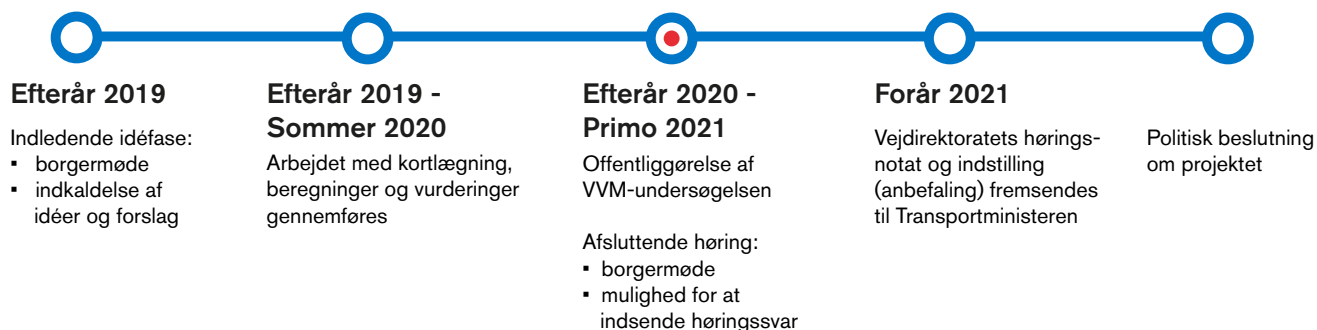 Efterår 2019
Indledende idéfase:
▪ borgermøde
▪ indkaldelse af
idéer og forslag
Efterår 2019 -
Sommer 2020
Arbejdet med kortlægning,
beregninger og vurderinger
gennemføres
Efterår 2020 -
Primo 2021
Offentliggørelse af
VVM-undersøgelsen
Afsluttende høring:
▪ borgermøde
▪ mulighed for at
indsende høringssvar
Forår 2021
Vejdirektoratets hørings-
notat og indstilling
(anbefaling) fremsendes
til Transportministeren
Politisk beslutning
om projektet